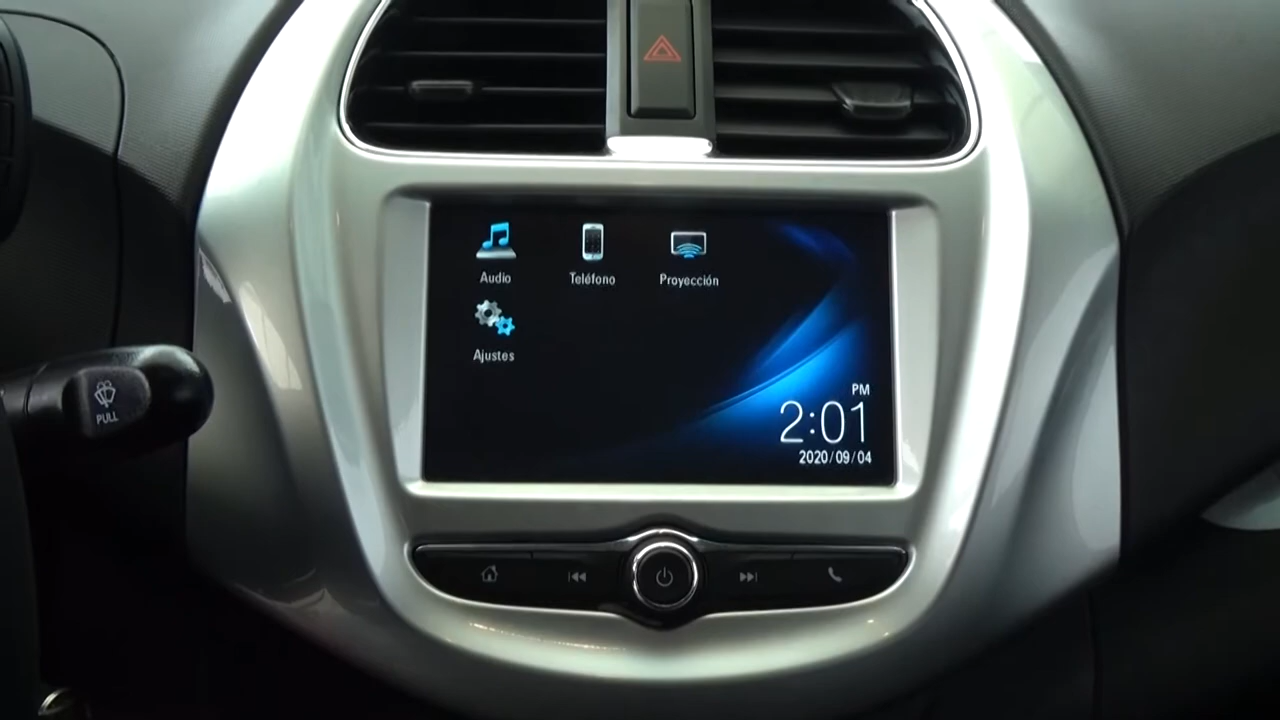 Audio
Teléfono
Proyección
Ajustes
PM
2:01
2020/09/04
PULL